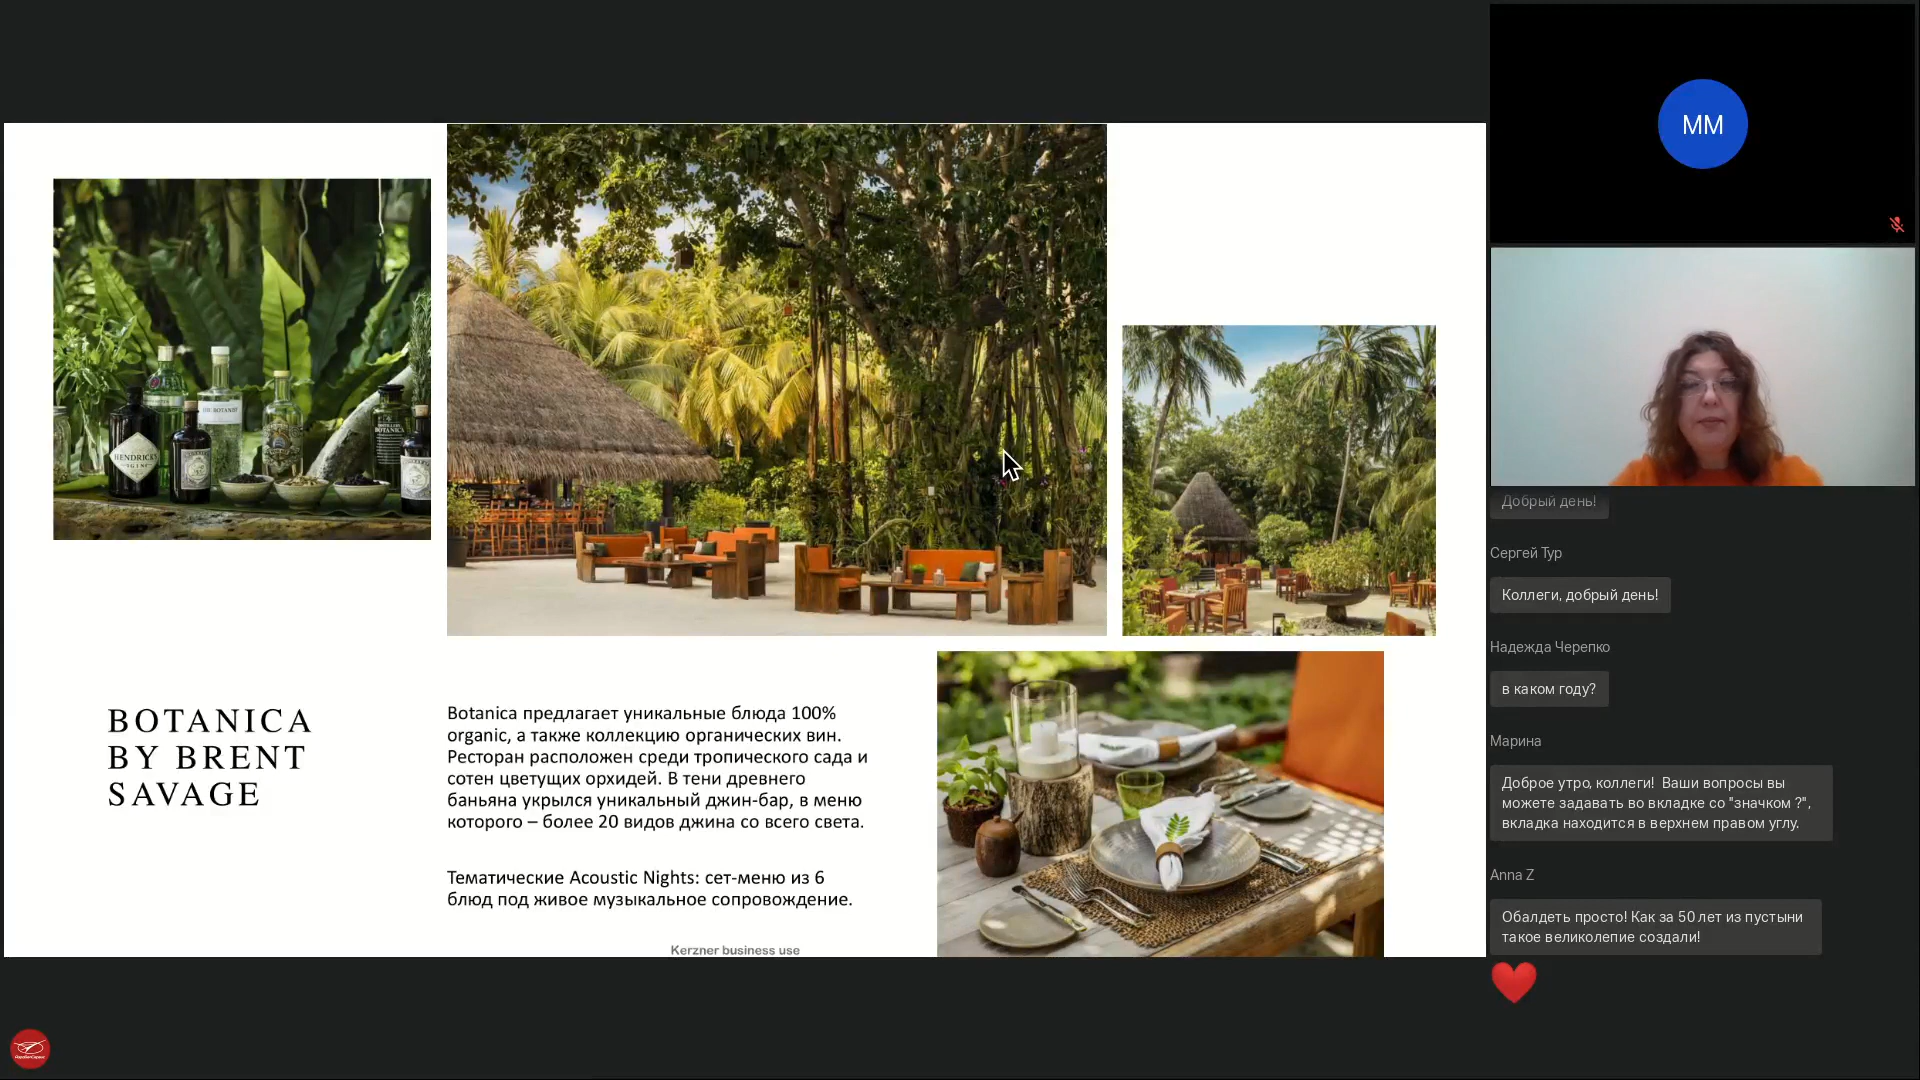 HENDRICK'S
GIN
BOTANICA
BOTANICA
BY BRENT
SAVAGE
Botanica предлагает уникальные блюда 100%
organic, а также коллекцию органических вин.
Ресторан расположен среди тропического сада и
сотен цветущих орхидей. В тени древнего
баньяна укрылся уникальный джин-бар, в меню
которого – более 20 видов джина со всего света.
Тематические Acoustic Nights: сет-меню из 6
блюд под живое музыкальное сопровождение.
Kerzner business use
MM
Добрый день!
Сергей Тур
Коллеги, добрый день!
Надежда Черепко
в каком году?
Марина
Доброе утро, коллеги!  Ваши вопросы вы
можете задавать во вкладке со "значком ?",
вкладка находится в верхнем правом углу.
Anna Z
Обалдеть просто! Как за 50 лет из пустыни
такое великолепие создали!